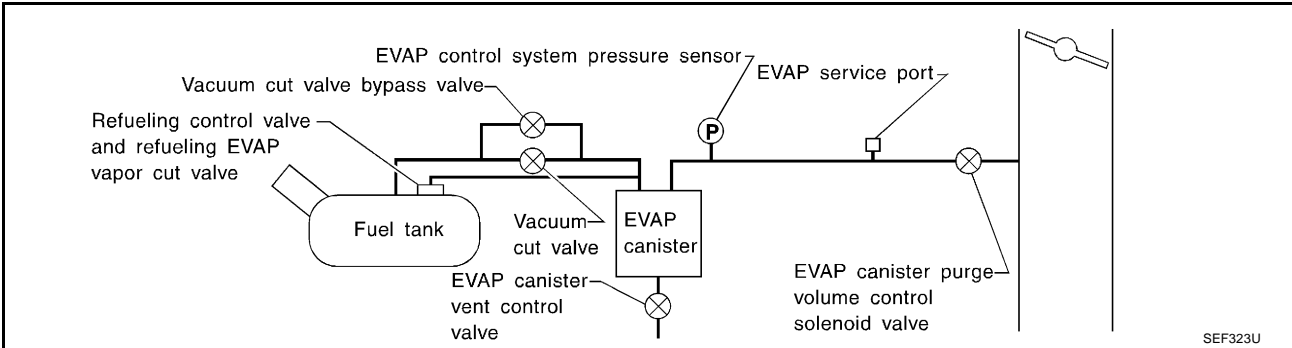 EVAP control system pressure sensor
EVAP service port
Vacuum cut valve bypass valve
Refueling control valve
and refueling EVAP
vapor cut valve
P
Fuel tank
Vacuum
cut valve
EVAP
canister
EVAP canister
vent control
valve
EVAP canister purge
volume control
solenoid valve
SEF323U